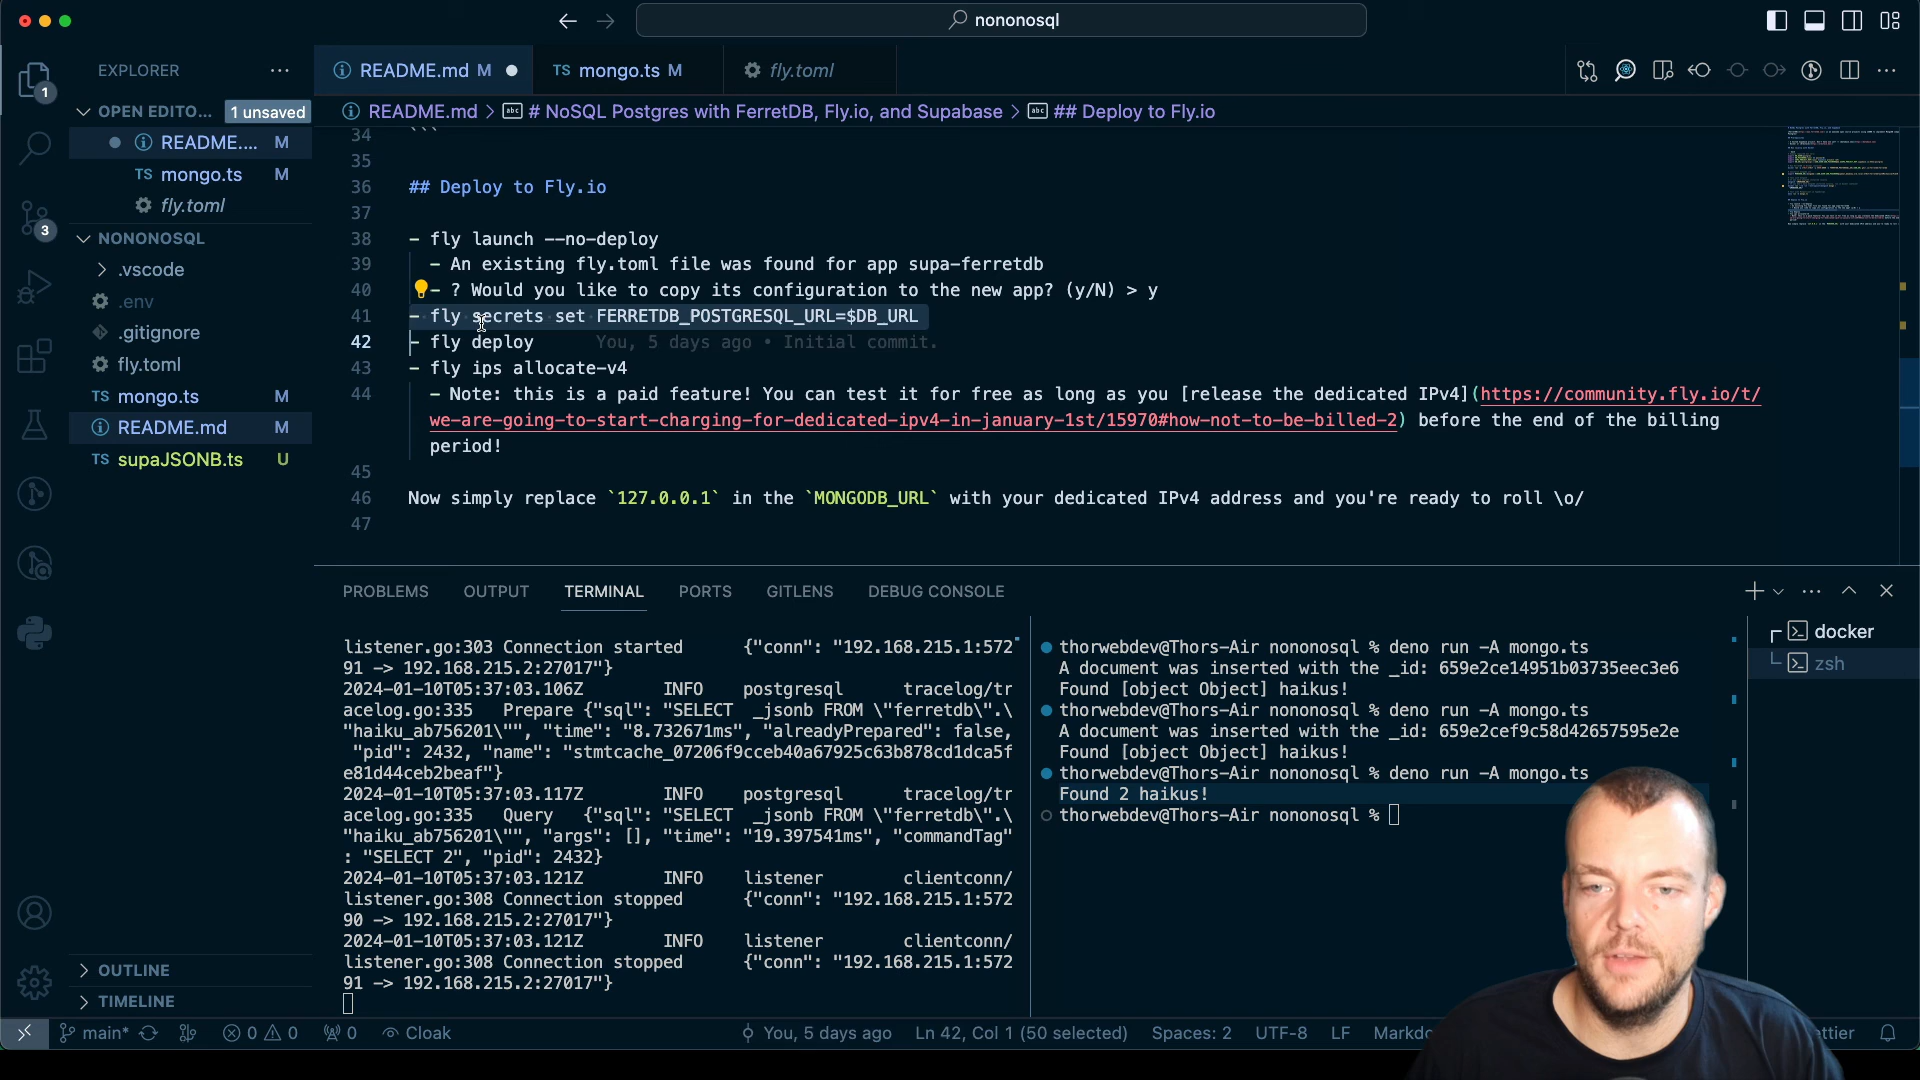 nononosql
EXPLORER
README.md M
TS mongo.ts M
fly.toml
1
OPEN EDITO... 1 unsaved
README.md > # NoSQL Postgres with FerretDB, Fly.io, and Supabase > ## Deploy to Fly.io
README.... M
TS mongo.ts M
fly.toml
3
NONONOSQL
.vscode
.env
.gitignore
fly.toml
TS mongo.ts M
README.md M
TS supaJSONB.ts U
OUTLINE
TIMELINE
34 ```
35
36 ## Deploy to Fly.io
37
38 - fly launch --no-deploy
39 - An existing fly.toml file was found for app supa-ferretdb
40 - ? Would you like to copy its configuration to the new app? (y/N) > y
41 - fly secrets set FERRETDB_POSTGRESQL_URL=$DB_URL
42 - fly deploy You, 5 days ago • Initial commit.
43 - fly ips allocate-v4
44 - Note: this is a paid feature! You can test it for free as long as you [release the dedicated IPv4](https://community.fly.io/t/
we-are-going-to-start-charging-for-dedicated-ipv4-in-january-1st/15970#how-not-to-be-billed-2) before the end of the billing
period!
45
46 Now simply replace `127.0.0.1` in the `MONGODB_URL` with your dedicated IPv4 address and you're ready to roll \o/
47
PROBLEMS OUTPUT TERMINAL PORTS GITLENS DEBUG CONSOLE
listener.go:303 Connection started {"conn": "192.168.215.1:572
91 -> 192.168.215.2:27017"}
2024-01-10T05:37:03.106Z INFO postgresql tracelog/tr
acelog.go:335 Prepare {"sql": "SELECT _jsonb FROM \"ferretdb\".\
"haiku_ab756201\"", "time": "8.732671ms", "alreadyPrepared": false,
"pid": 2432, "name": "stmtcache_07206f9cceb40a67925c63b878cd1dca5f
e81d44ceb2beaf"}
2024-01-10T05:37:03.117Z INFO postgresql tracelog/tr
acelog.go:335 Query {"sql": "SELECT _jsonb FROM \"ferretdb\".\
"haiku_ab756201\"", "args": [], "time": "19.397541ms", "commandTag"
: "SELECT 2", "pid": 2432}
2024-01-10T05:37:03.121Z INFO listener clientconn/
listener.go:308 Connection stopped {"conn": "192.168.215.1:572
90 -> 192.168.215.2:27017"}
2024-01-10T05:37:03.121Z INFO listener clientconn/
listener.go:308 Connection stopped {"conn": "192.168.215.1:572
91 -> 192.168.215.2:27017"}
thorwebdev@Thors-Air nononosql % deno run -A mongo.ts
A document was inserted with the _id: 659e2ce14951b03735eec3e6
Found [object Object] haikus!
thorwebdev@Thors-Air nononosql % deno run -A mongo.ts
A document was inserted with the _id: 659e2cef9c58d42657595e2e
Found [object Object] haikus!
thorwebdev@Thors-Air nononosql % deno run -A mongo.ts
Found 2 haikus!
thorwebdev@Thors-Air nononosql %
docker
zsh
main* 0 0 0 Cloak You, 5 days ago Ln 42, Col 1 (50 selected) Spaces: 2 UTF-8 LF